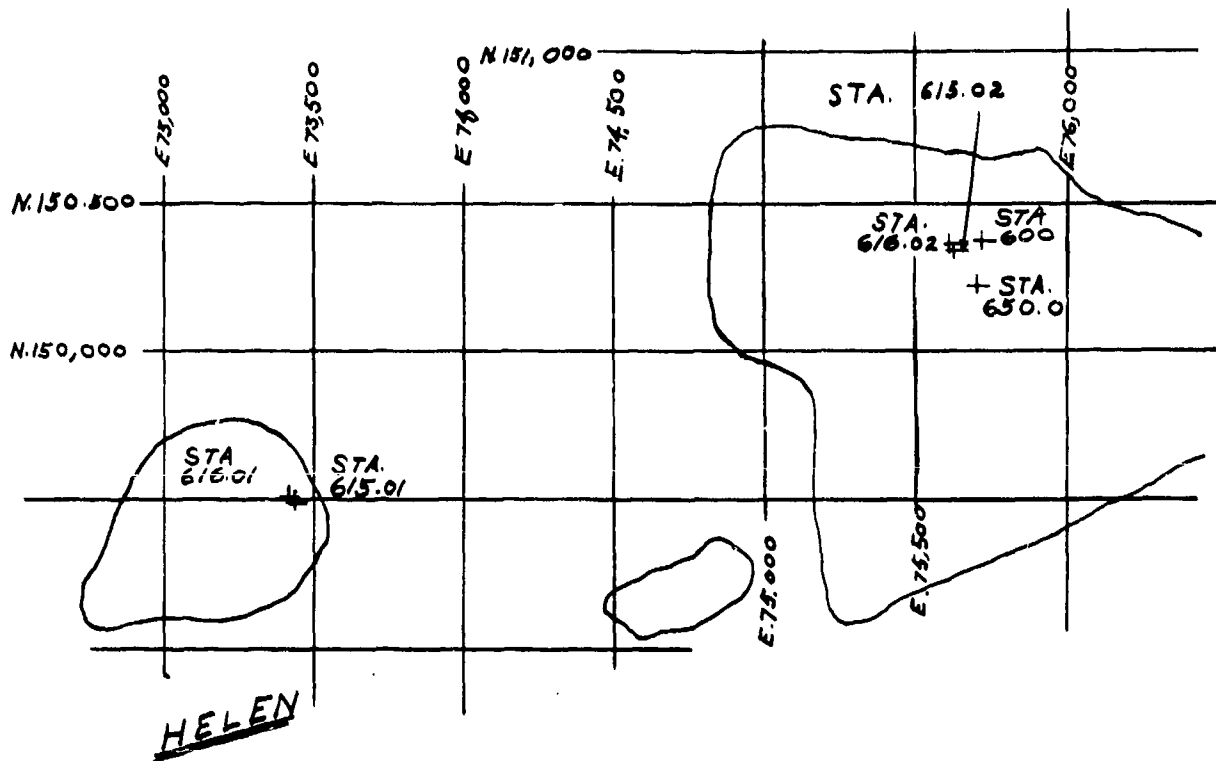 N.151,000
E 73,000
E 73,500
E 74,000
E.74,500
STA. 615.02
E76,000
N.150.500
STA.
616.02
STA
600
STA.
650.0
N.150,000
STA
616.01
STA.
615.01
E.75,000
E.75,500
HELEN